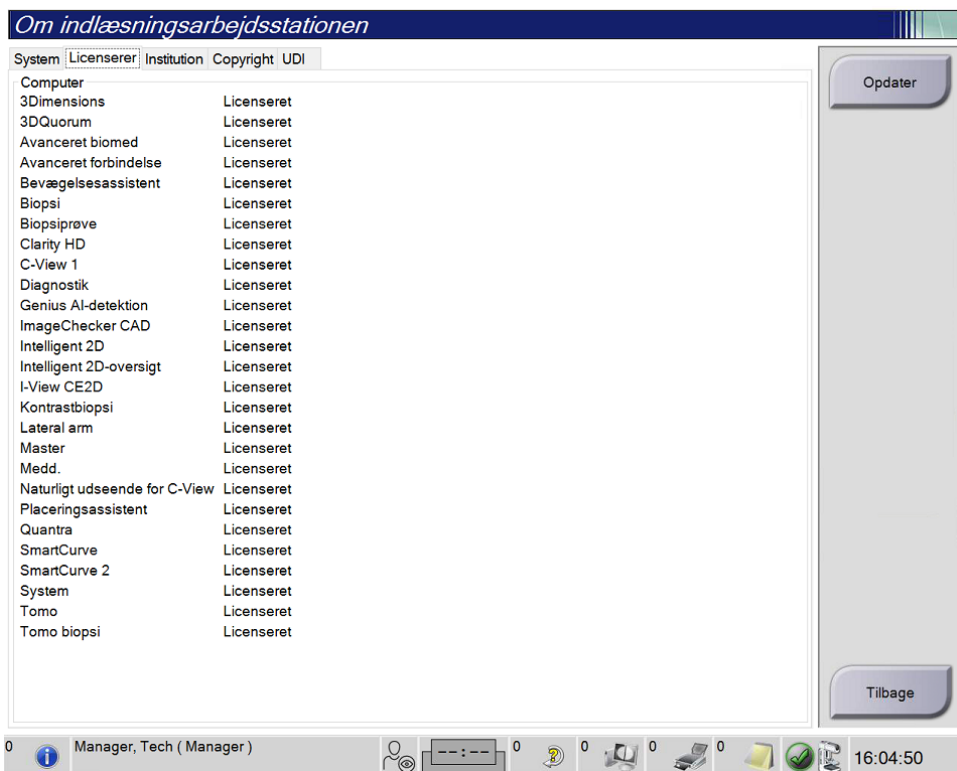 Om indlæsningsarbejdsstationen
System Licenserer Institution Copyright UDI
Opdater
Computer
3Dimensions Licenseret
3DQuorum Licenseret
Avanceret biomed Licenseret
Avanceret forbindelse Licenseret
Bevægelsesassistent Licenseret
Biopsi Licenseret
Biopsiprøve Licenseret
Clarity HD Licenseret
C-View 1 Licenseret
Diagnostik Licenseret
Genius AI-detektion Licenseret
ImageChecker CAD Licenseret
Intelligent 2D Licenseret
Intelligent 2D-oversigt Licenseret
I-View CE2D Licenseret
Kontrastbiopsi Licenseret
Lateral arm Licenseret
Master Licenseret
Medd. Licenseret
Naturligt udseende for C-View Licenseret
Placeringsassistent Licenseret
Quantra Licenseret
SmartCurve Licenseret
SmartCurve 2 Licenseret
System Licenseret
Tomo Licenseret
Tomo biopsi Licenseret
Tilbage
0 Manager, Tech ( Manager ) --:-- 0 0 0 0 16:04:50